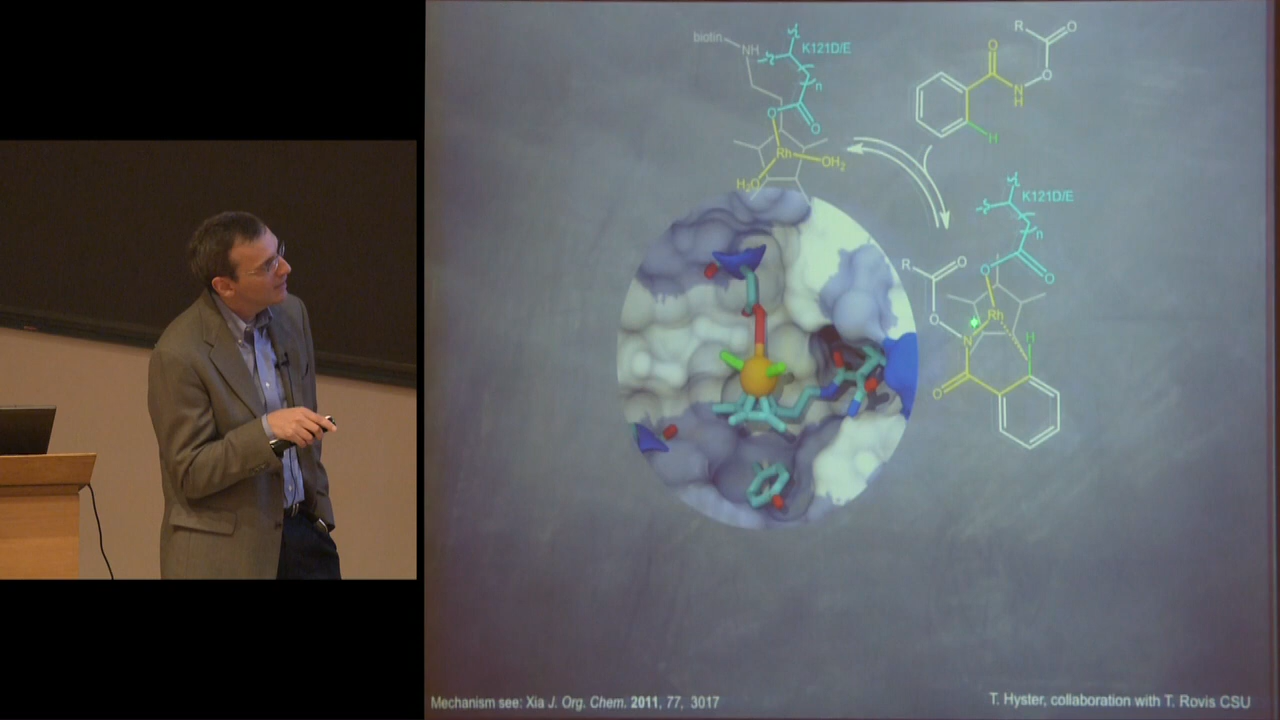 biotin
NH
K121D/E
n
O
O
Rh
OH2
H2O
R
O
O
O
N
H
H
K121D/E
n
R
O
O
O
O
Rh
N
H
O
Mechanism see: Xia J. Org. Chem. 2011, 77, 3017
T. Hyster, collaboration with T. Rovis CSU